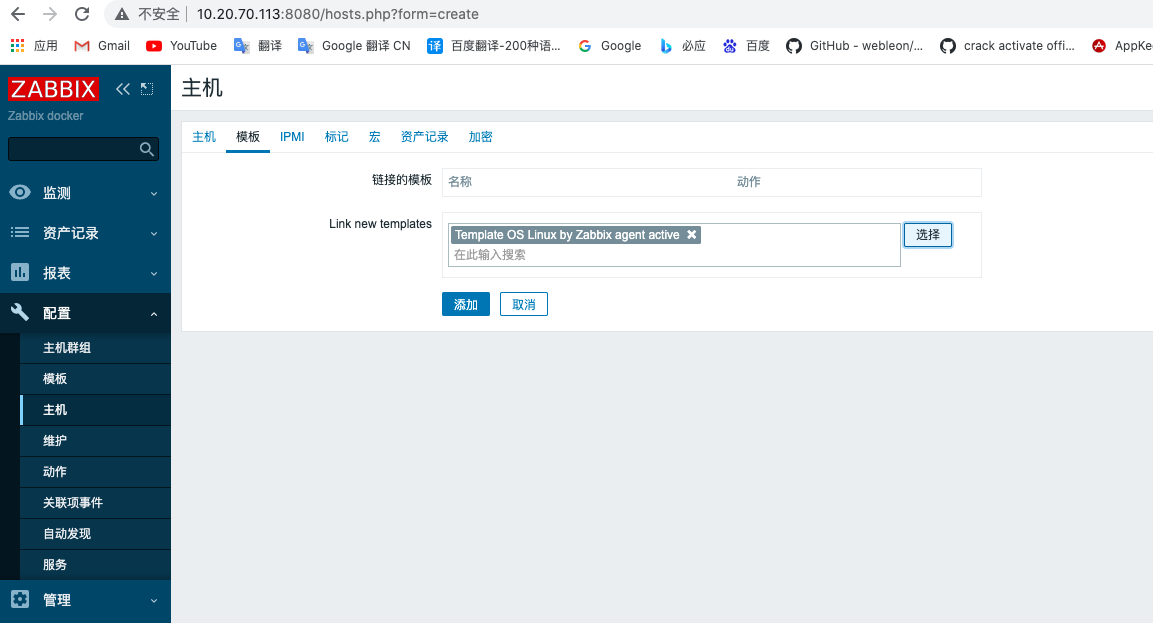 不安全 10.20.70.113:8080/hosts.php?form=create
应用 Gmail YouTube 翻译 Google 翻译 CN 百度翻译-200种语... Google 必应 百度 GitHub - webleon/... crack activate offi...
ZABBIX
主机
Zabbix docker
主机 模板 IPMI 标记 宏 资产记录 加密
链接的模板 名称 动作
监测
Link new templates Template OS Linux by Zabbix agent active 选择
资产记录
在此输入搜索
报表
添加 取消
配置
主机群组
模板
主机
维护
动作
关联项事件
自动发现
服务
管理